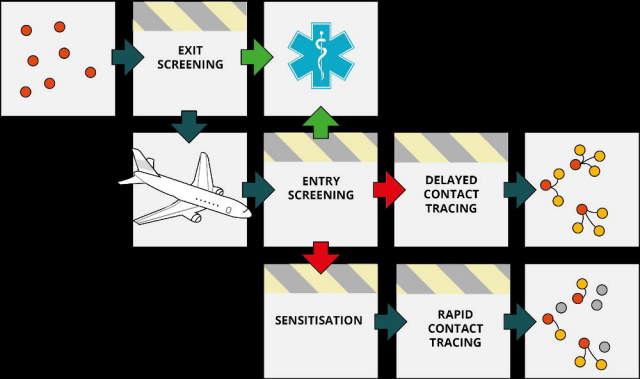 EXIT
SCREENING
ENTRY
SCREENING
DELAYED
CONTACT
TRACING
SENSITISATION
RAPID
CONTACT
TRACING